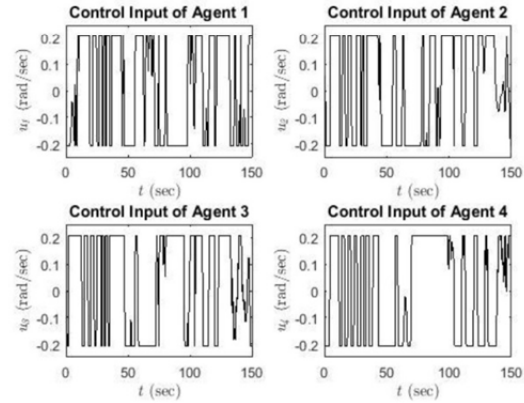 Control Input of Agent 1
0.2
0.1
0
-0.1
-0.2
u1 (rad/sec)
0 50 100 150
t (sec)
Control Input of Agent 2
0.2
0.1
0
-0.1
-0.2
u2 (rad/sec)
0 50 100 150
t (sec)
Control Input of Agent 3
0.2
0.1
0
-0.1
-0.2
u3 (rad/sec)
0 50 100 150
t (sec)
Control Input of Agent 4
0.2
0.1
0
-0.1
-0.2
u4 (rad/sec)
0 50 100 150
t (sec)